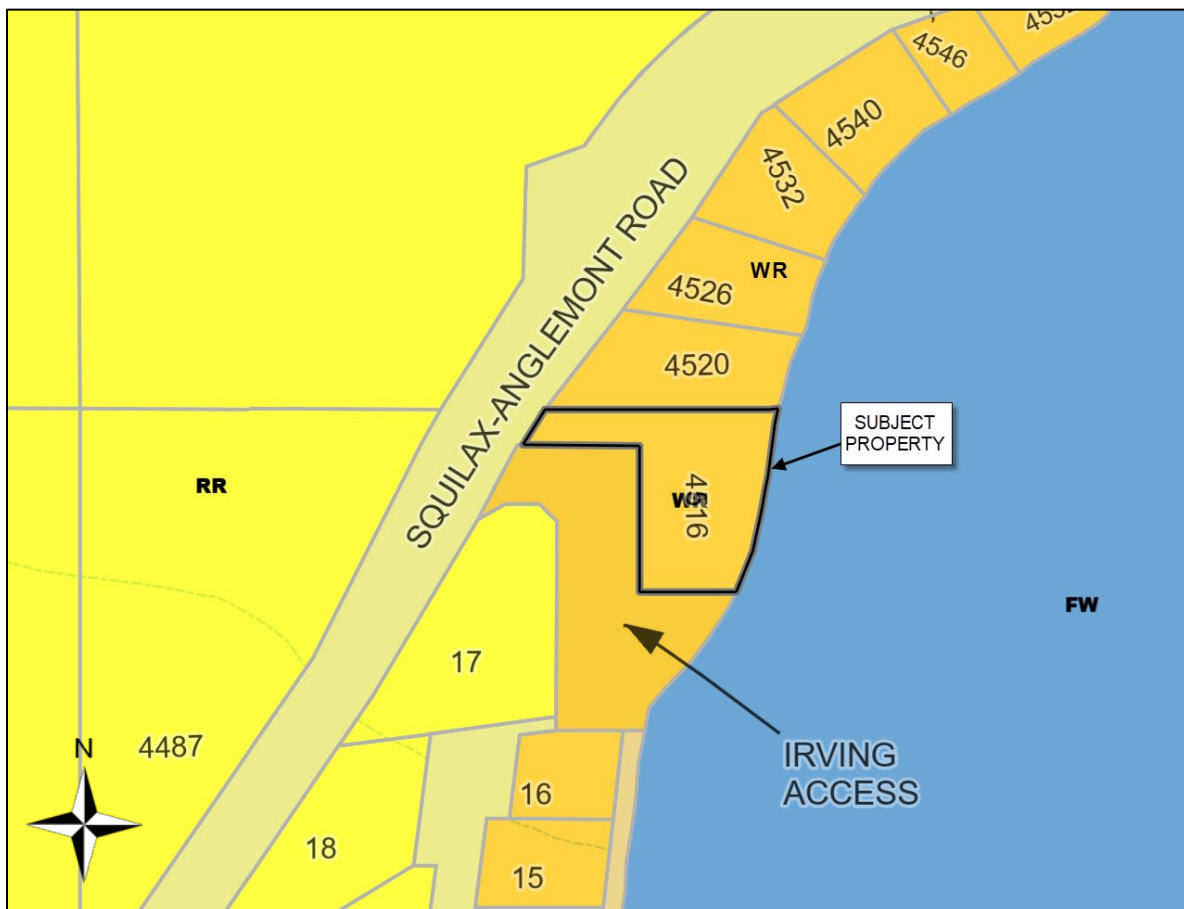 4546
4540
4532
SQUILAX-ANGLEMONT ROAD
WR
4526
4520
SUBJECT
PROPERTY
RR
WR
4516
FW
17
N
4487
IRVING
ACCESS
16
18
15